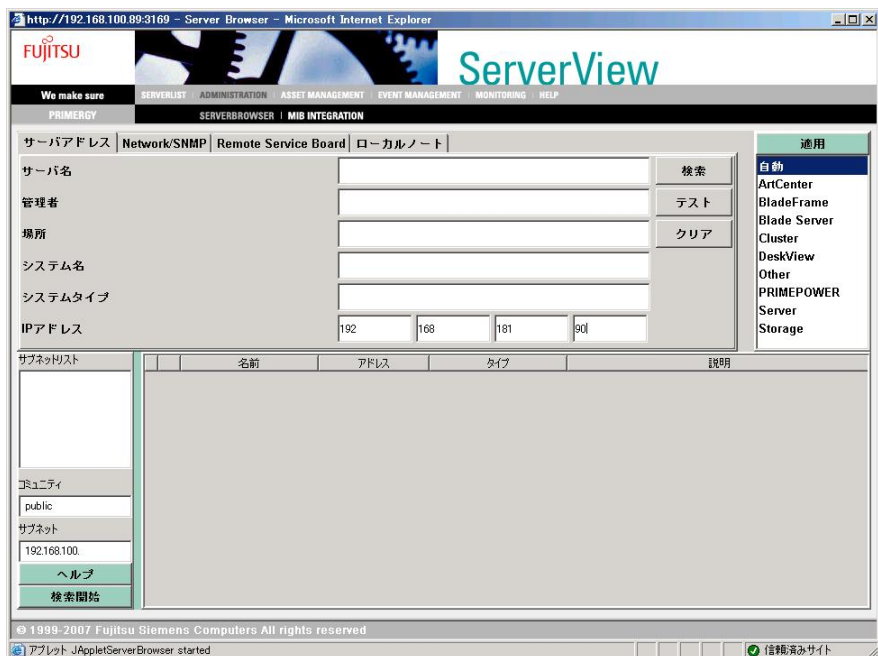 http://192.168.100.89:3169 - Server Browser - Microsoft Internet Explorer
FUJITSU
ServerView
We make sure
SERVERLIST | ADMINISTRATION | ASSET MANAGEMENT | EVENT MANAGEMENT | MONITORING | HELP
PRIMERGY
SERVERBROWSER | MIB INTEGRATION
サーバアドレス Network/SNMP Remote Service Board ローカルノート
適用
サーバ名
検索
管理者
テスト
場所
クリア
システム名
システムタイプ
IPアドレス 192 168 181 90
自動
ArtCenter
BladeFrame
Blade Server
Cluster
DeskView
Other
PRIMEPOWER
Server
Storage
サブネットリスト
名前 アドレス タイプ 説明
コミュニティ
public
サブネット
192.168.100.
ヘルプ
検索開始
© 1999-2007 Fujitsu Siemens Computers All rights reserved
アプレット JAppletServerBrowser started
信頼済みサイト